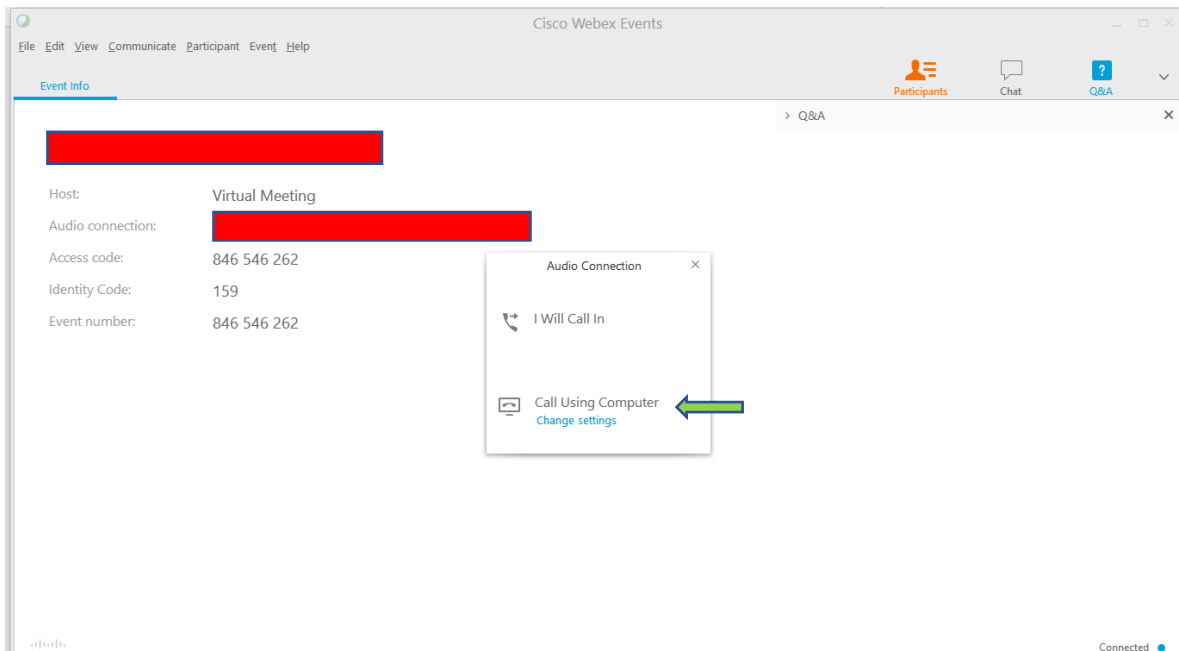 Cisco Webex Events
File Edit View Communicate Participant Event Help
Event Info
Participants Chat Q&A
> Q&A
Host: Virtual Meeting
Audio connection:
Access code: 846 546 262
Identity Code: 159
Event number: 846 546 262
Audio Connection
I Will Call In
Call Using Computer
Change settings
Connected